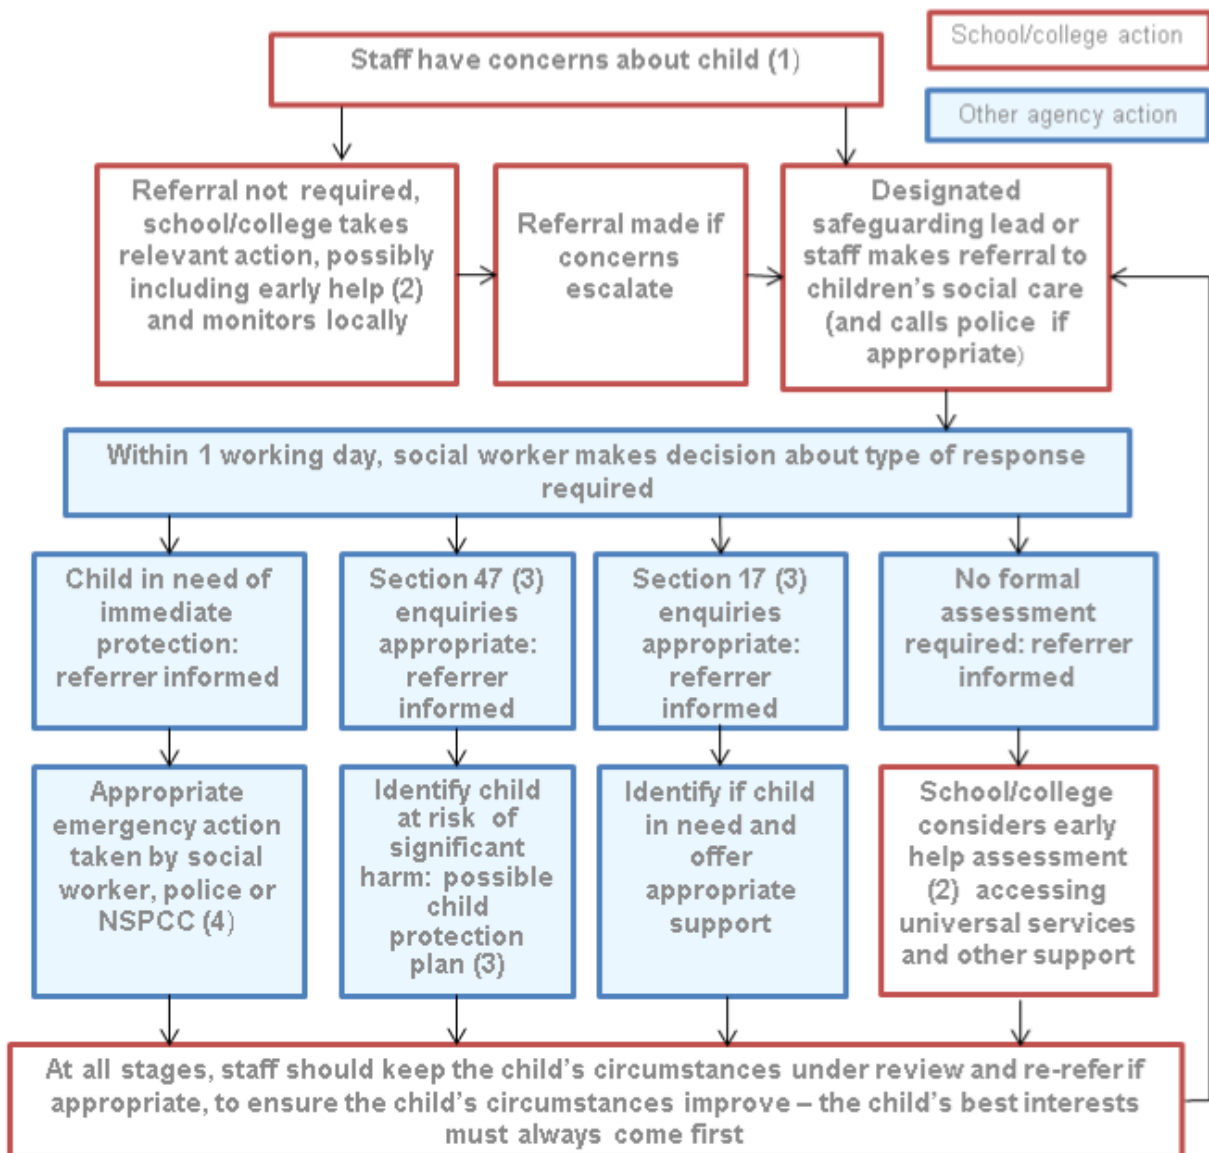 School/college action
Staff have concerns about child (1)
Other agency action
Referral not required,
school/college takes
relevant action, possibly
including early help (2)
and monitors locally
Referral made if
concerns
escalate
Designated
safeguarding lead or
staff makes referral to
children's social care
(and calls police if
appropriate)
Within 1 working day, social worker makes decision about type of response
required
Child in need of
immediate
protection:
referrer informed
Section 47 (3)
enquiries
appropriate:
referrer
informed
Section 17 (3)
enquiries
appropriate:
referrer
informed
No formal
assessment
required: referrer
informed
Appropriate
emergency action
taken by social
worker, police or
NSPCC (4)
Identify child
at risk of
significant
harm: possible
child
protection
plan (3)
Identify if child
in need and
offer
appropriate
support
School/college
considers early
help assessment
(2) accessing
universal services
and other support
At all stages, staff should keep the child's circumstances under review and re-refer if
appropriate, to ensure the child's circumstances improve – the child's best interests
must always come first